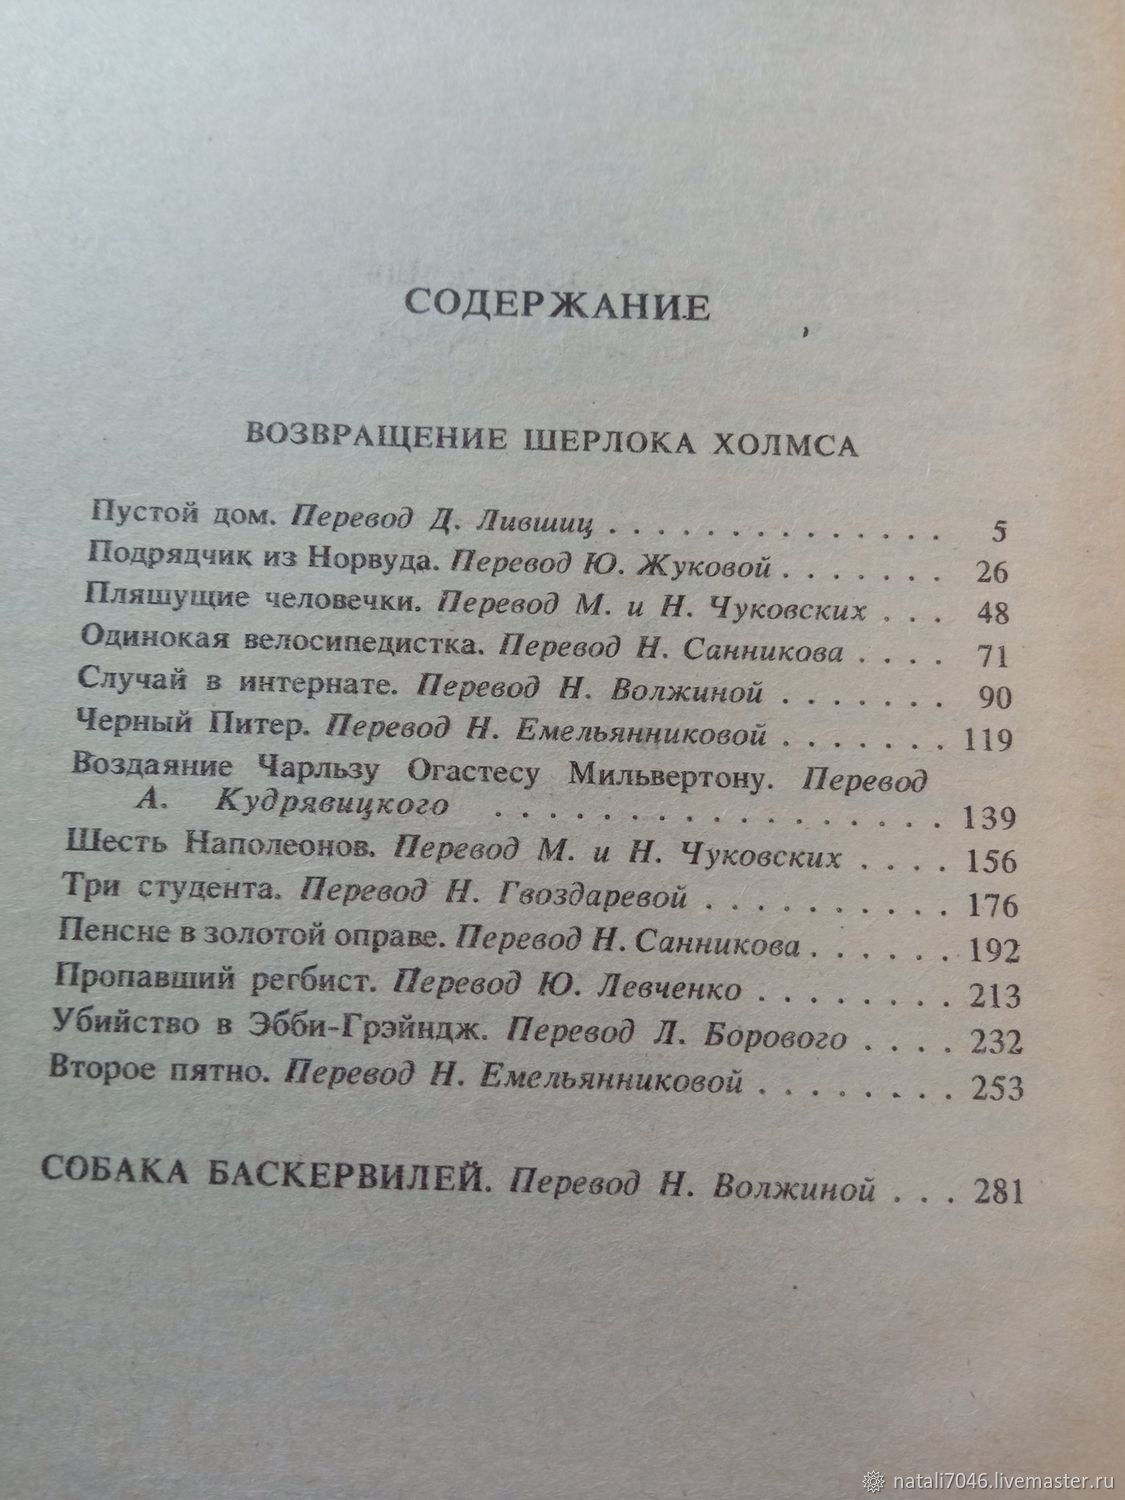 СОДЕРЖАНИЕ
ВОЗВРАЩЕНИЕ ШЕРЛОКА ХОЛМСА
Пустой дом. Перевод Д. Лившиц . . . . . . . . . . . . . . 5
Подрядчик из Норвуда. Перевод Ю. Жуковой . . . . . . . 26
Пляшущие человечки. Перевод М. и Н. Чуковских . . . 48
Одинокая велосипедистка. Перевод Н. Санникова . . . . 71
Случай в интернате. Перевод Н. Волжиной . . . . . . . 90
Черный Питер. Перевод Н. Емельянниковой . . . . . . . 119
Воздаяние Чарльзу Огастесу Мильвертону. Перевод
А. Кудрявицкого . . . . . . . . . . . . . . . . . 139
Шесть Наполеонов. Перевод М. и Н. Чуковских . . . . 156
Три студента. Перевод Н. Гвоздаревой . . . . . . . . . . 176
Пенсне в золотой оправе. Перевод Н. Санникова . . . . . . 192
Пропавший регбист. Перевод Ю. Левченко . . . . . . . . 213
Убийство в Эбби-Грэйндж. Перевод Л. Борового . . . . 232
Второе пятно. Перевод Н. Емельянниковой . . . . . . . . 253
СОБАКА БАСКЕРВИЛЕЙ. Перевод Н. Волжиной . . . 281
natali7046.livemaster.ru